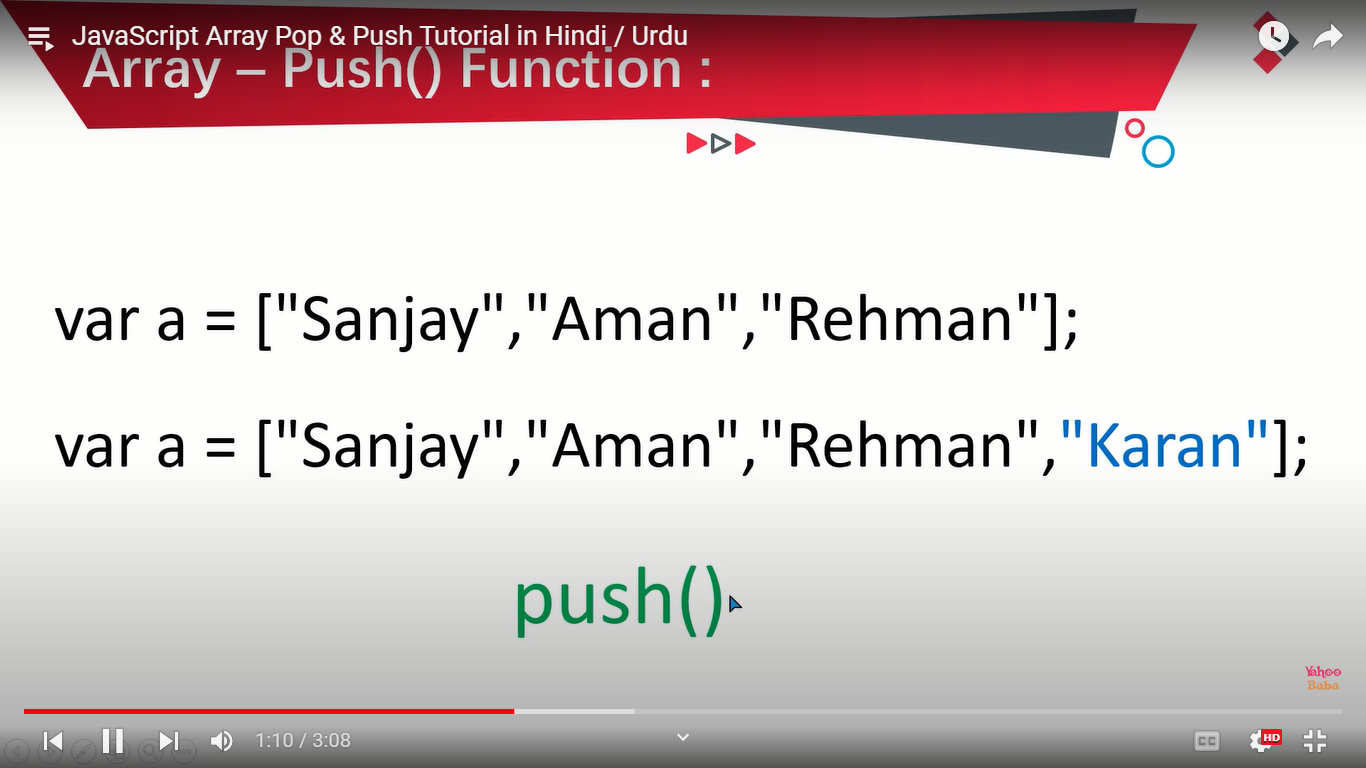 JavaScript Array Pop & Push Tutorial in Hindi / Urdu
Array – Push() Function :
var a = ["Sanjay","Aman","Rehman"];
var a = ["Sanjay","Aman","Rehman","Karan"];
push()
Yahoo
Baba
1:10 / 3:08
CC
HD